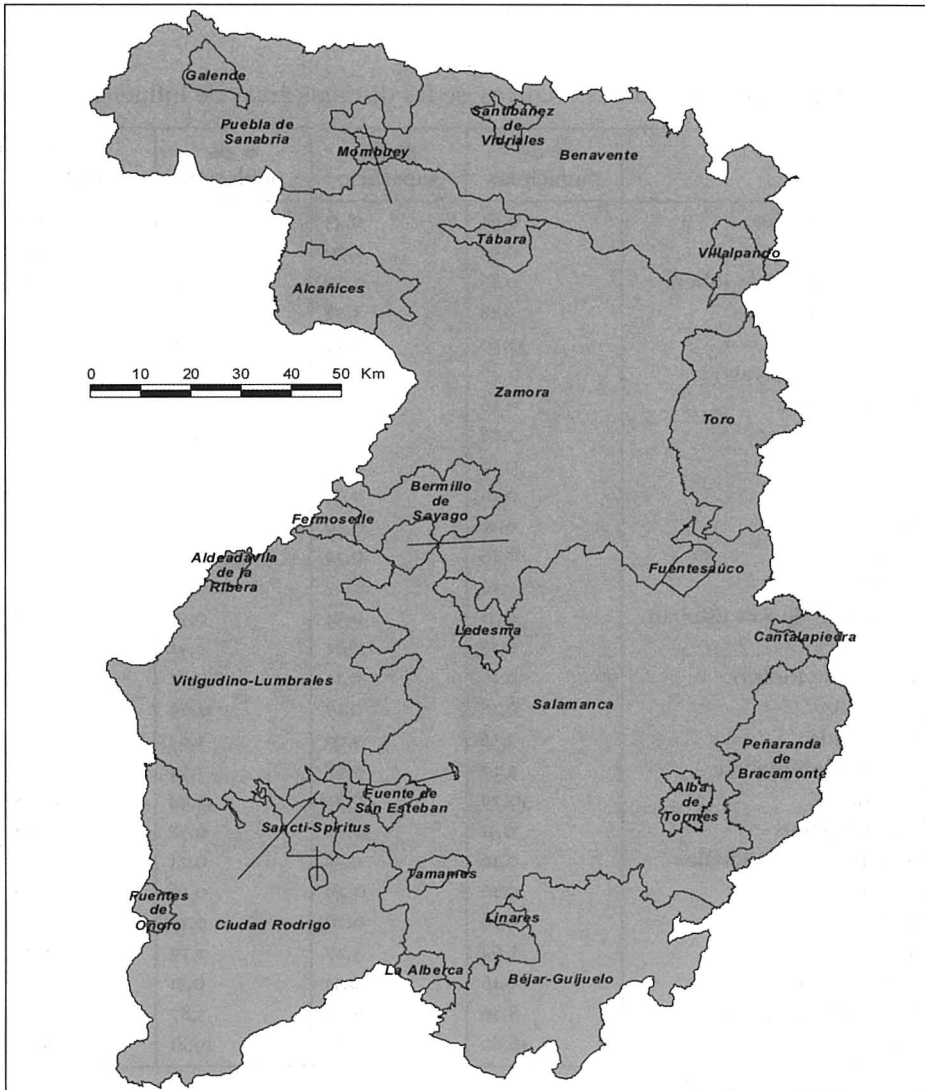 Galende
Puebla de
Sanabria
Mombuey
Santibáñez
de
Vidriales
Benavente
Tábara
Villalpando
Alcañices
0 10 20 30 40 50 Km
Zamora
Toro
Bermillo
de
Sayago
Fermoselle
Aldeadávila
de la
Ribera
Fuentesaúco
Ledesma
Cantalapiedra
Vitigudino-Lumbrales
Salamanca
Peñaranda
de
Bracamonte
Fuente de
San Esteban
Alba
de
Tormes
Sancti-Spiritus
Tamames
Fuentes
de
Oñoro
Ciudad Rodrigo
Linares
La Alberca
Béjar-Guijuelo